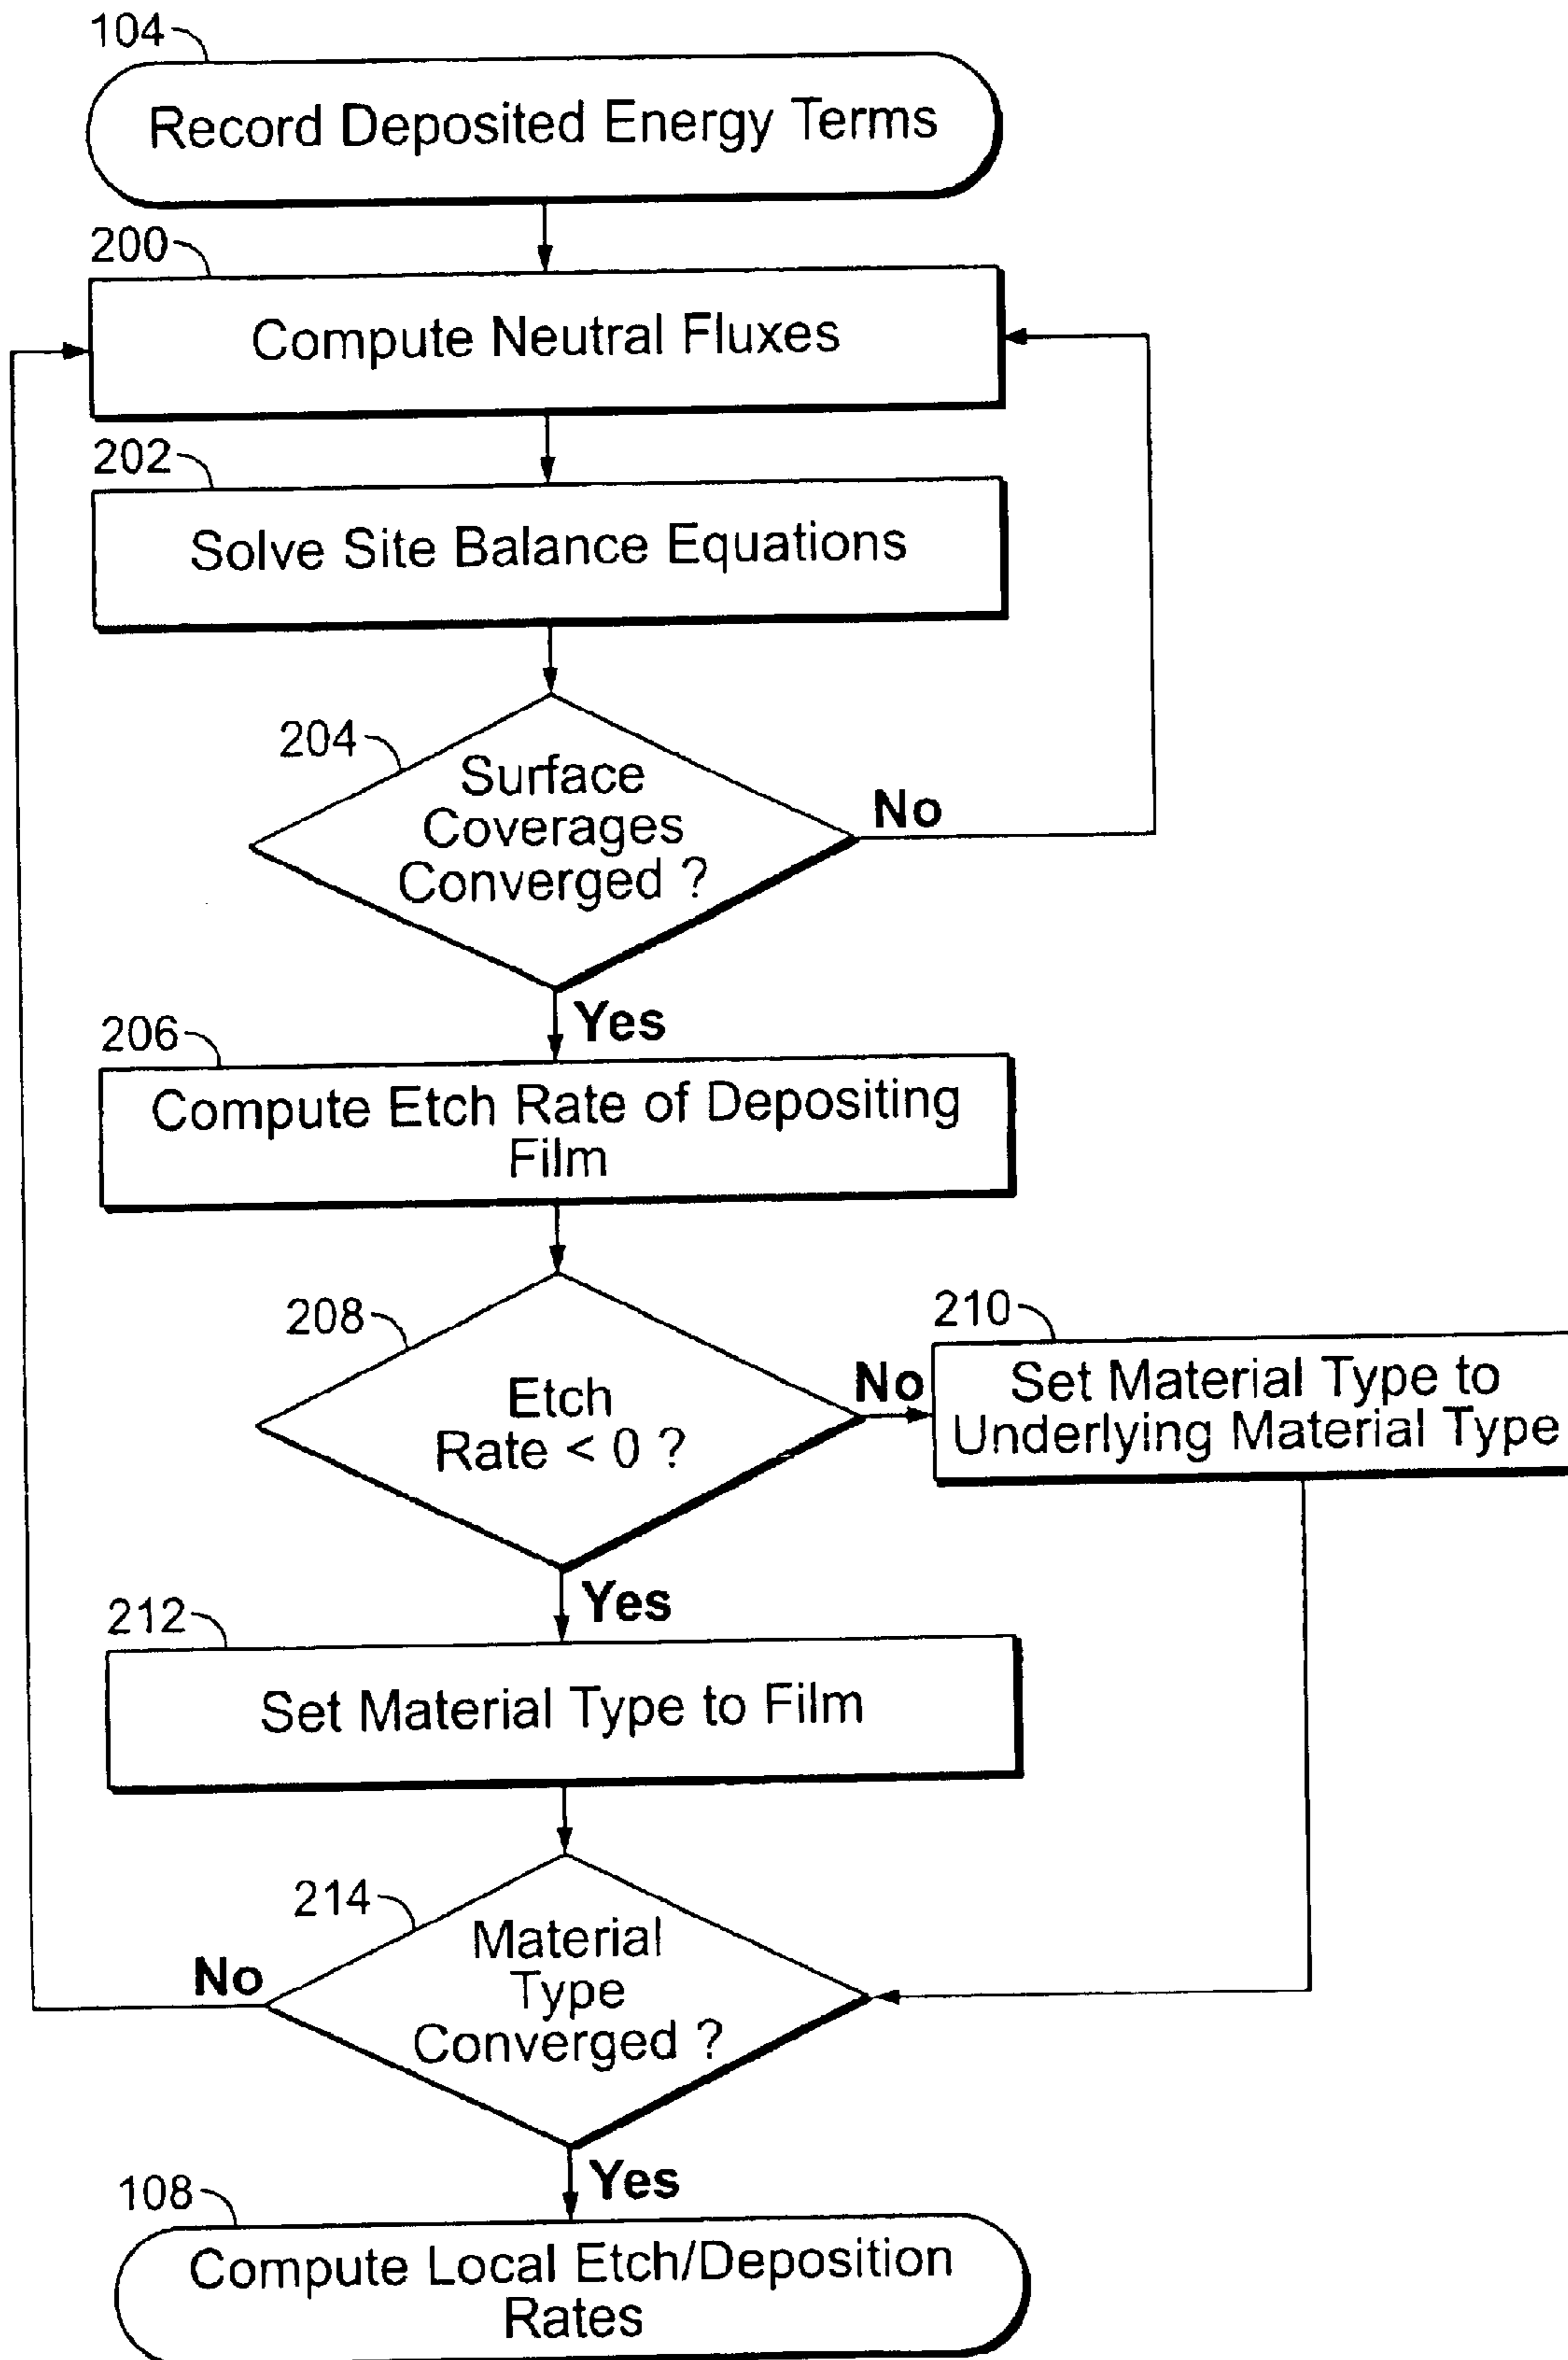 104
Record Deposited Energy Terms
200
Compute Neutral Fluxes
202
Solve Site Balance Equations
204
Surface
Coverages
Converged ?
No
Yes
206
Compute Etch Rate of Depositing
Film
208
Etch
Rate < 0 ?
No
210
Set Material Type to
Underlying Material Type
Yes
212
Set Material Type to Film
214
Material
Type
Converged ?
No
Yes
108
Compute Local Etch/Deposition
Rates